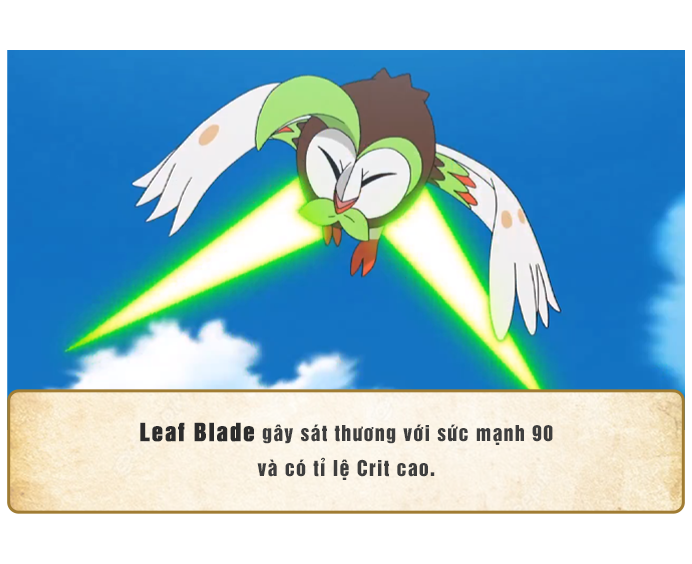 Leaf Blade gây sát thương với sức mạnh 90
và có tỉ lệ Crit cao.